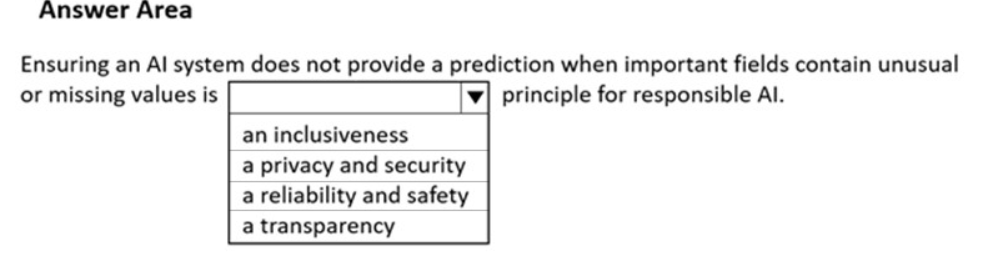 Answer Area
Ensuring an AI system does not provide a prediction when important fields contain unusual
or missing values is principle for responsible AI.
an inclusiveness
a privacy and security
a reliability and safety
a transparency